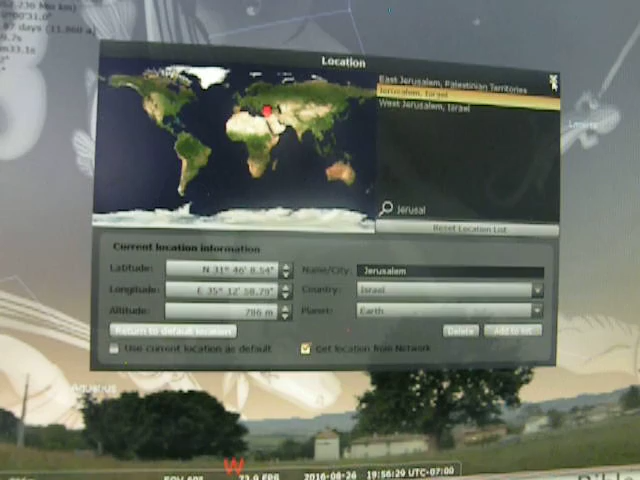 Location
East Jerusalem, Palestinian Territories
Jerusalem, Israel
West Jerusalem, Israel
Jerusal
Reset Location List
Current location information
Latitude: N 31° 46' 8.54" Name/City: Jerusalem
Longitude: E 35° 12' 58.79" Country: Israel
Altitude: 786 m Planet: Earth
Return to default location Delete Add to list
Use current location as default Get location from Network
Aquarius
W
2016-08-26 19:56:29 UTC-07:00